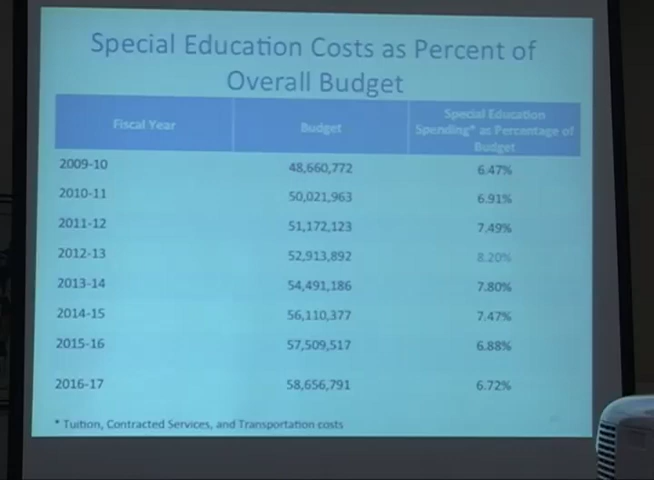 Special Education Costs as Percent of
Overall Budget
Fiscal Year Budget Special Education
Spending* as Percentage of
Budget
2009-10 48,660,772 6.47%
2010-11 50,021,963 6.91%
2011-12 51,172,123 7.49%
2012-13 52,913,892 8.20%
2013-14 54,491,186 7.80%
2014-15 56,110,377 7.47%
2015-16 57,509,517 6.88%
2016-17 58,656,791 6.72%
* Tuition, Contracted Services, and Transportation costs